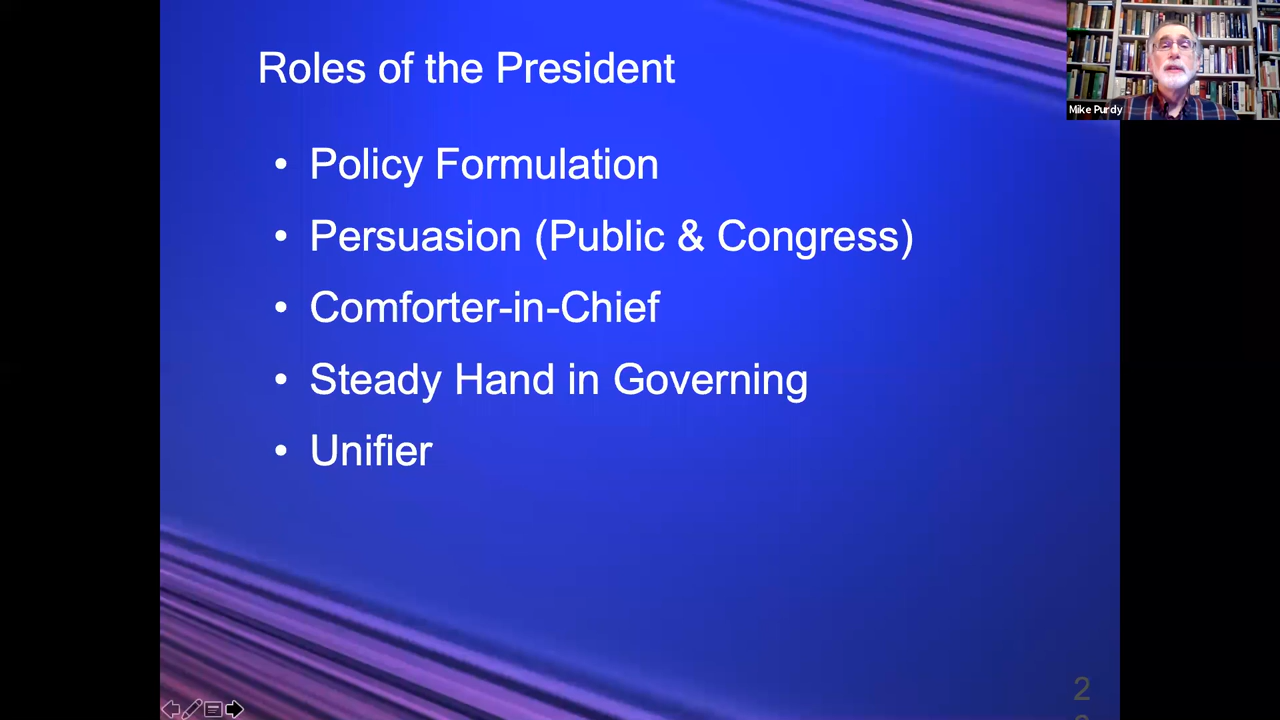 Roles of the President
• Policy Formulation
• Persuasion (Public & Congress)
• Comforter-in-Chief
• Steady Hand in Governing
• Unifier
Mike Purdy
2